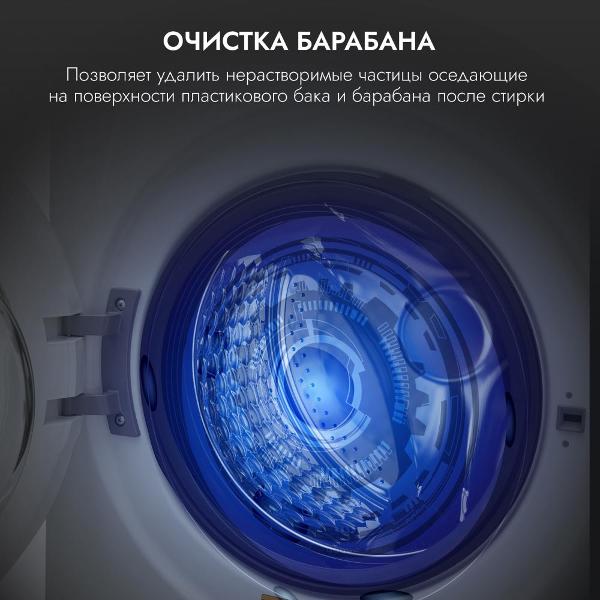 ОЧИСТКА БАРАБАНА
Позволяет удалить нерастворимые частицы оседающие
на поверхности пластикового бака и барабана после стирки